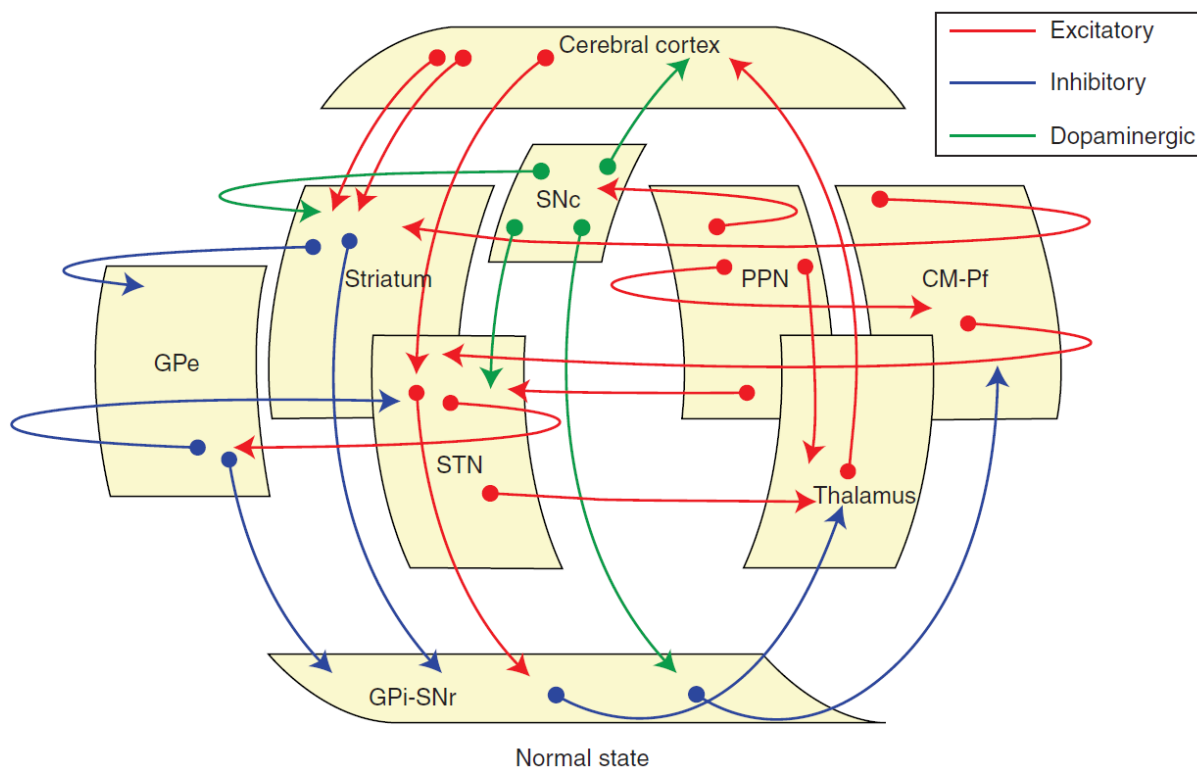 Cerebral cortex
Excitatory
Inhibitory
Dopaminergic
SNc
Striatum
PPN
CM-Pf
GPe
STN
Thalamus
GPi-SNr
Normal state